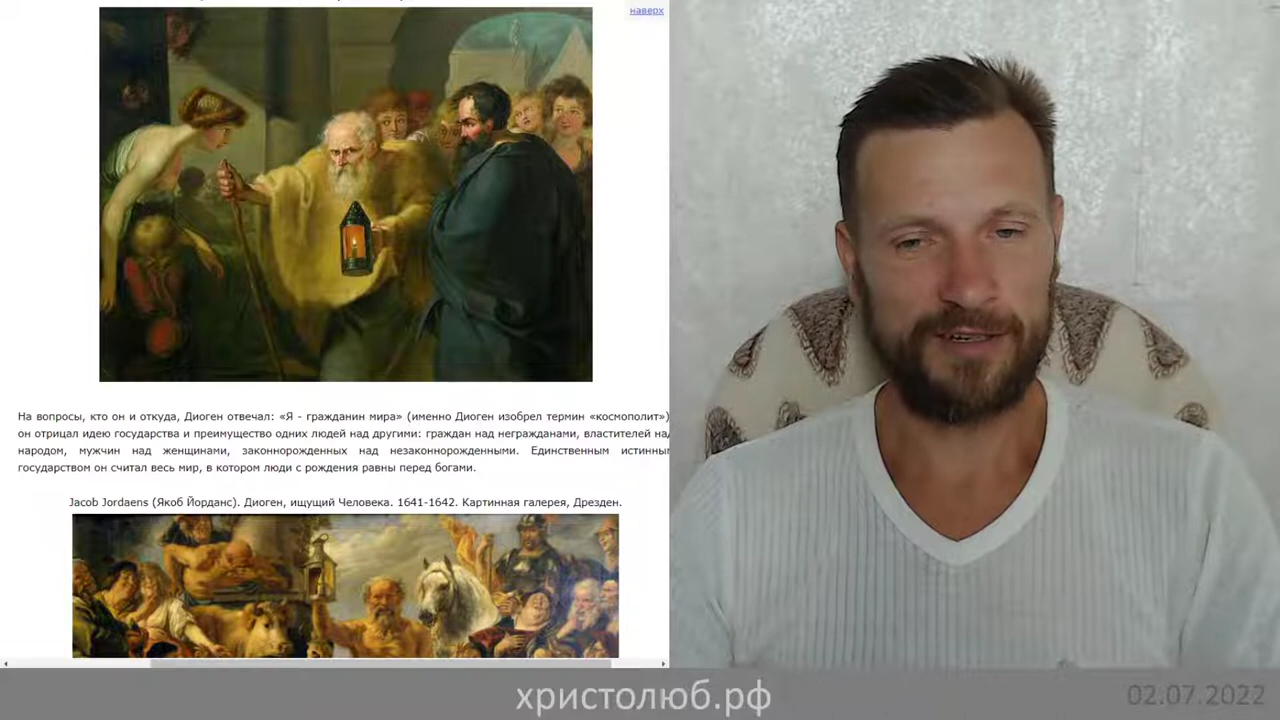 наверх
На вопросы, кто он и откуда, Диоген отвечал: «Я - гражданин мира» (именно Диоген изобрел термин «космополит»)
он отрицал идею государства и преимущество одних людей над другими: граждан над негражданами, властителей на
народом, мужчин над женщинами, законнорожденных над незаконнорожденными. Единственным истинны
государством он считал весь мир, в котором люди с рождения равны перед богами.
Jacob Jordaens (Якоб Йорданс). Диоген, ищущий Человека. 1641-1642. Картинная галерея, Дрезден.
христолюб.рф
02.07.2022